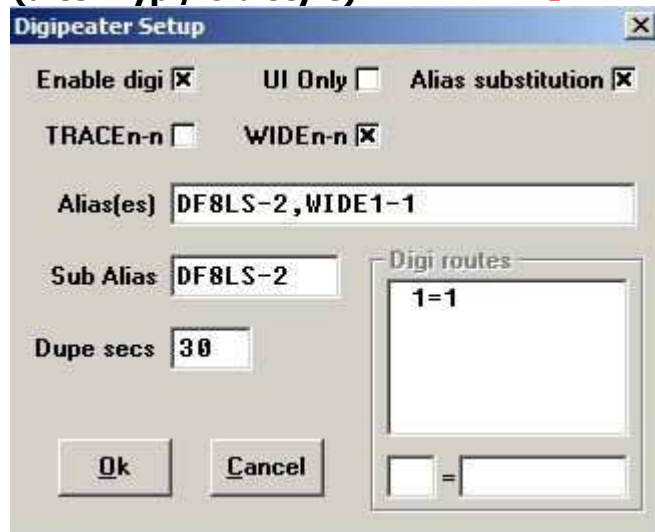 Digipeater Setup
Enable digi UI Only Alias substitution
TRACEn-n WIDEn-n
Alias(es) DF8LS-2,WIDE1-1
Sub Alias DF8LS-2
Digi routes
1=1
Dupe secs 30
Ok Cancel
=